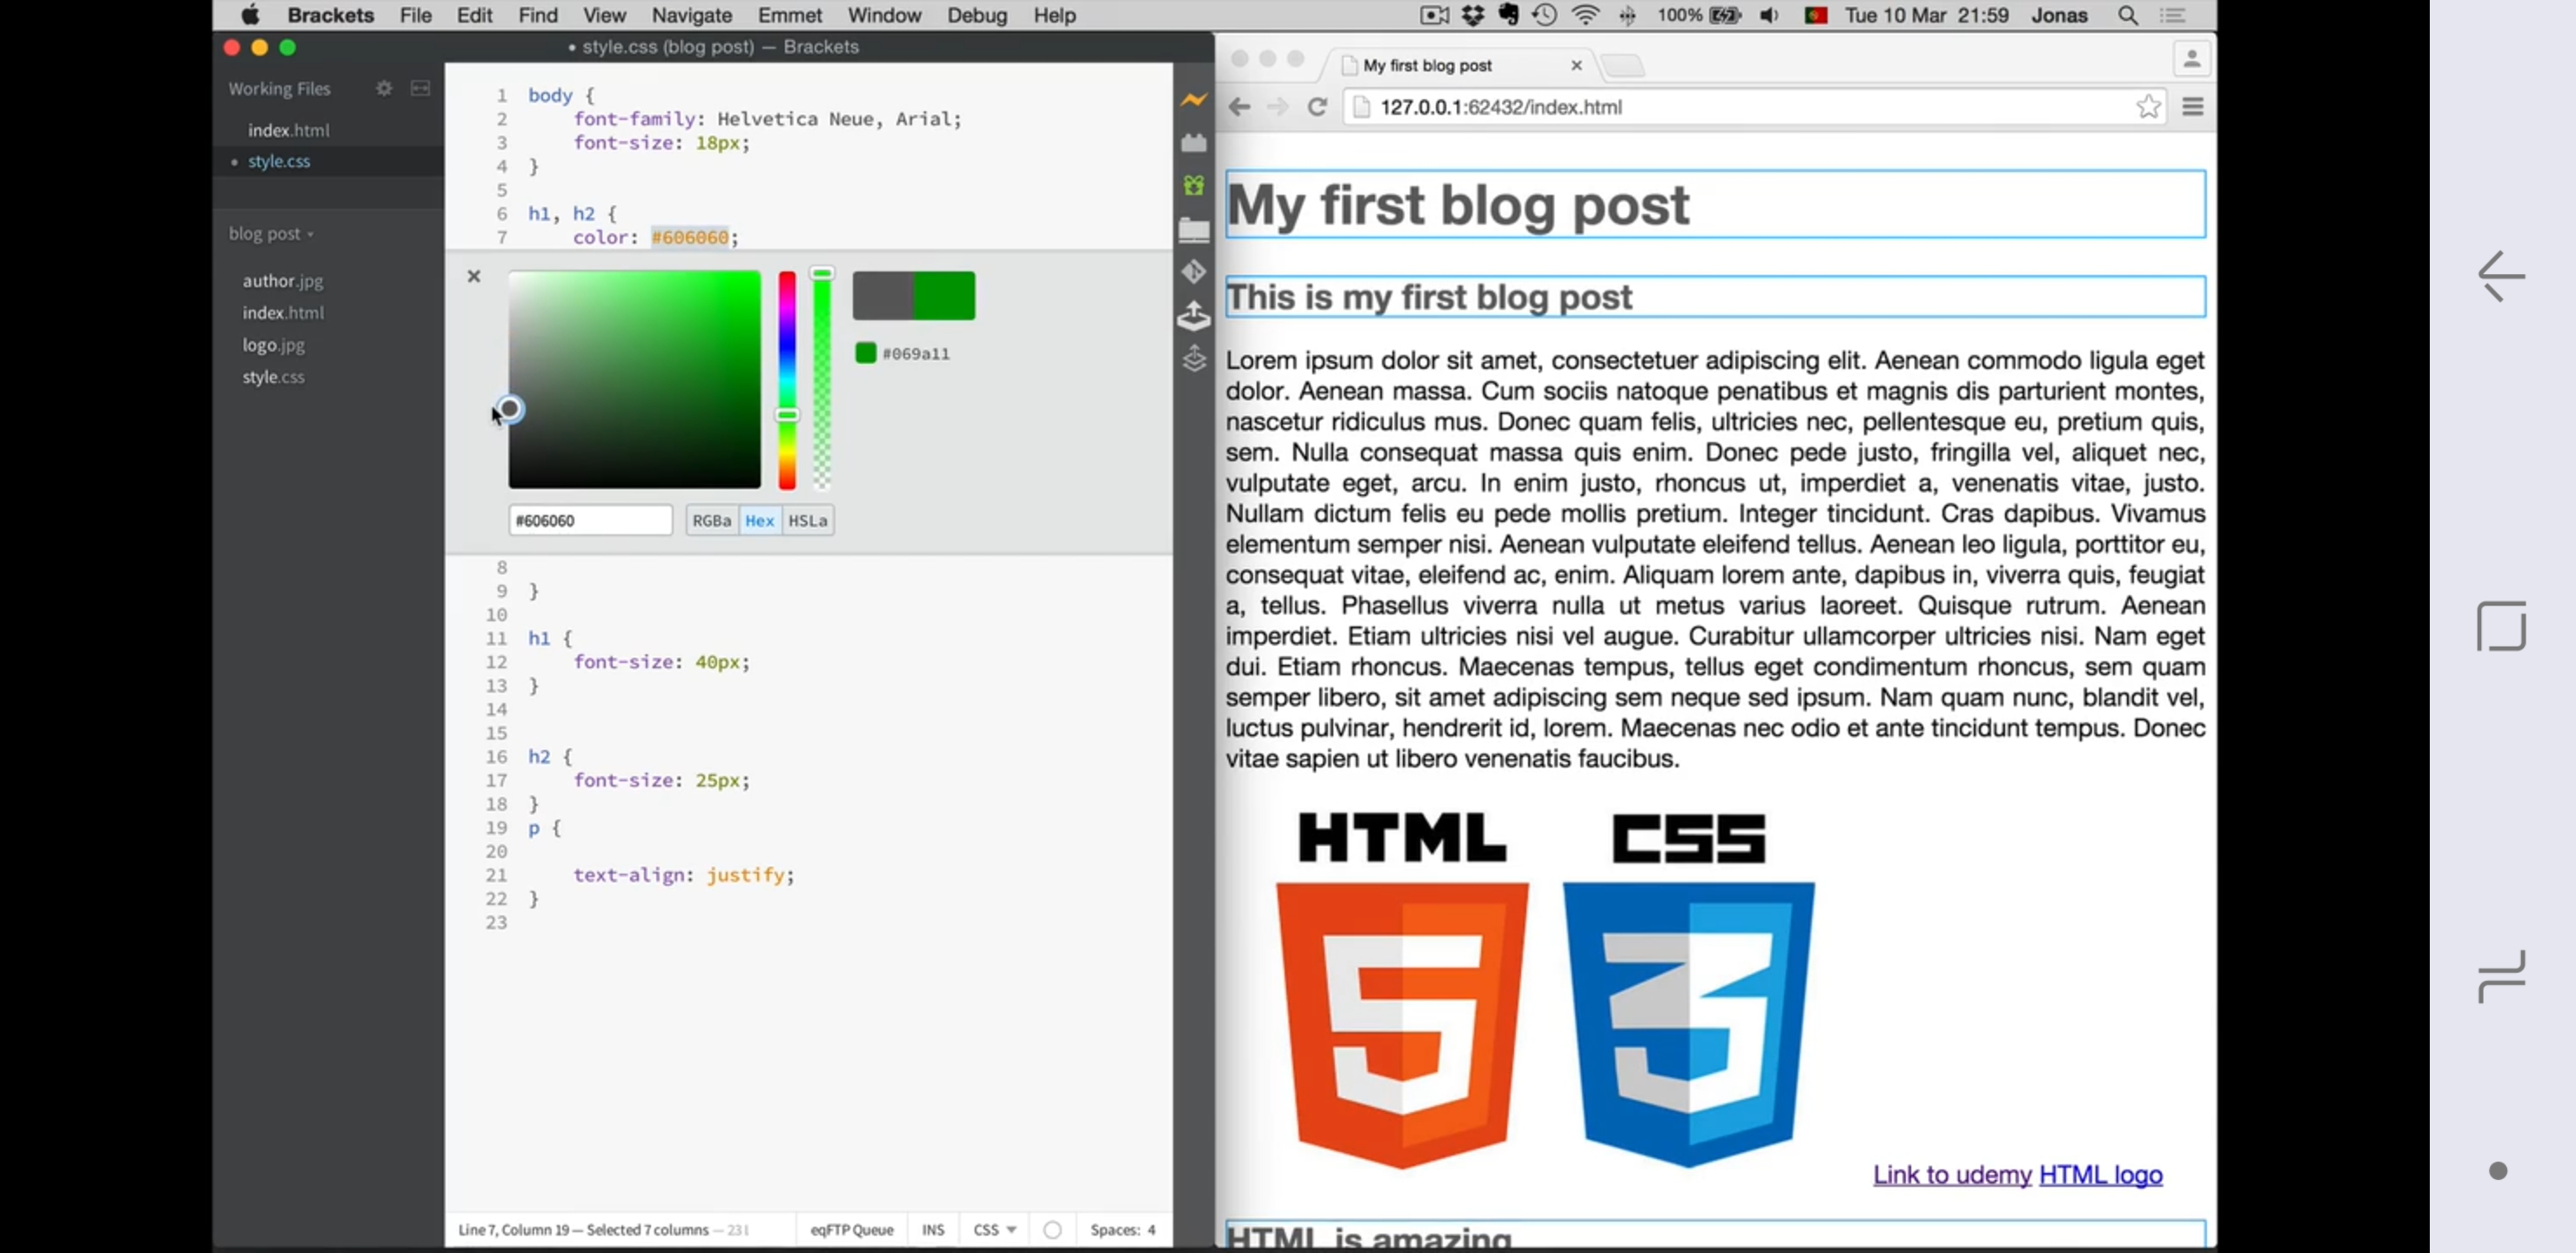 Brackets File Edit Find View Navigate Emmet Window Debug Help
100% Tue 10 Mar 21:59 Jonas
• style.css (blog post) — Brackets
Working Files
index.html
• style.css
blog post
author.jpg
index.html
logo.jpg
style.css
1 body {
2 font-family: Helvetica Neue, Arial;
3 font-size: 18px;
4 }
5
6 h1, h2 {
7 color: #606060;
#069a11
#606060
RGBa Hex HSLa
8
9 }
10
11 h1 {
12 font-size: 40px;
13 }
14
15
16 h2 {
17 font-size: 25px;
18 }
19 p {
20
21 text-align: justify;
22 }
23
Line 7, Column 19 — Selected 7 columns — 231
eqFTP Queue INS CSS Spaces: 4
My first blog post
127.0.0.1:62432/index.html
My first blog post
This is my first blog post
Lorem ipsum dolor sit amet, consectetuer adipiscing elit. Aenean commodo ligula eget
dolor. Aenean massa. Cum sociis natoque penatibus et magnis dis parturient montes,
nascetur ridiculus mus. Donec quam felis, ultricies nec, pellentesque eu, pretium quis,
sem. Nulla consequat massa quis enim. Donec pede justo, fringilla vel, aliquet nec,
vulputate eget, arcu. In enim justo, rhoncus ut, imperdiet a, venenatis vitae, justo.
Nullam dictum felis eu pede mollis pretium. Integer tincidunt. Cras dapibus. Vivamus
elementum semper nisi. Aenean vulputate eleifend tellus. Aenean leo ligula, porttitor eu,
consequat vitae, eleifend ac, enim. Aliquam lorem ante, dapibus in, viverra quis, feugiat
a, tellus. Phasellus viverra nulla ut metus varius laoreet. Quisque rutrum. Aenean
imperdiet. Etiam ultricies nisi vel augue. Curabitur ullamcorper ultricies nisi. Nam eget
dui. Etiam rhoncus. Maecenas tempus, tellus eget condimentum rhoncus, sem quam
semper libero, sit amet adipiscing sem neque sed ipsum. Nam quam nunc, blandit vel,
luctus pulvinar, hendrerit id, lorem. Maecenas nec odio et ante tincidunt tempus. Donec
vitae sapien ut libero venenatis faucibus.
HTML CSS
5 3
Link to udemy HTML logo
HTML is amazing